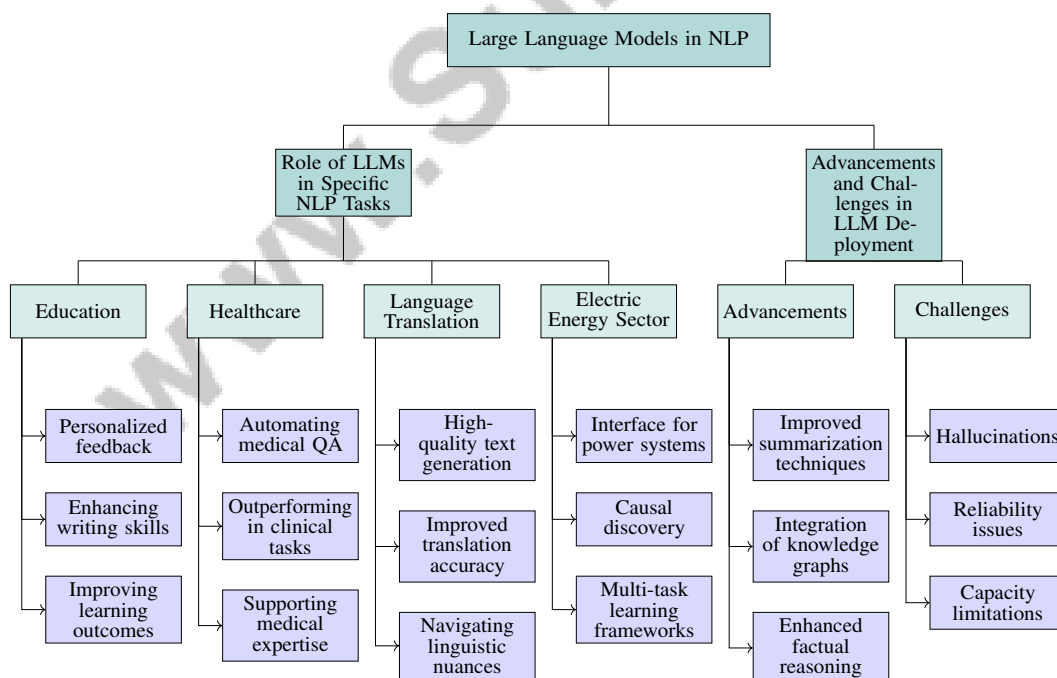 Large Language Models in NLP
Role of LLMs
in Specific
NLP Tasks
Advancements
and Chal-
lenges in
LLM De-
ployment
Education
Healthcare
Language
Translation
Electric
Energy Sector
Advancements
Challenges
Personalized
feedback
Enhancing
writing skills
Improving
learning
outcomes
Automating
medical QA
Outperforming
in clinical
tasks
Supporting
medical
expertise
High-
quality text
generation
Improved
translation
accuracy
Navigating
linguistic
nuances
Interface for
power systems
Causal
discovery
Multi-task
learning
frameworks
Improved
summarization
techniques
Integration
of knowledge
graphs
Enhanced
factual
reasoning
Hallucinations
Reliability
issues
Capacity
limitations